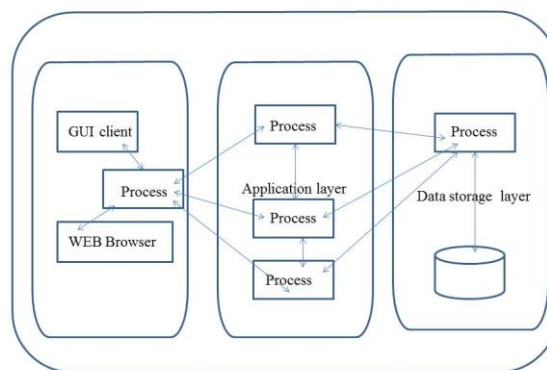 GUI client
Process
WEB Browser
Process
Application layer
Process
Process
Process
Data storage layer